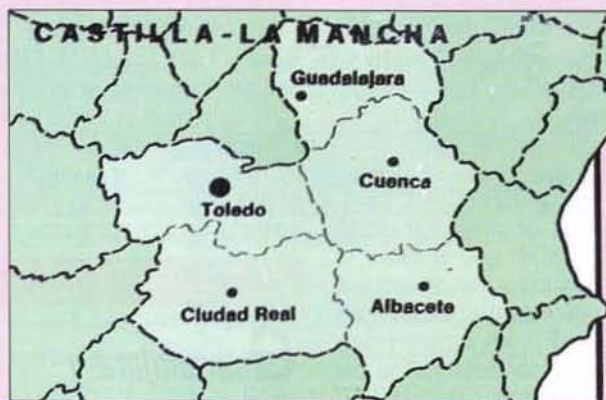 CASTILLA-LA MANCHA
Guadalajara
Cuenca
Toledo
Ciudad Real
Albacete